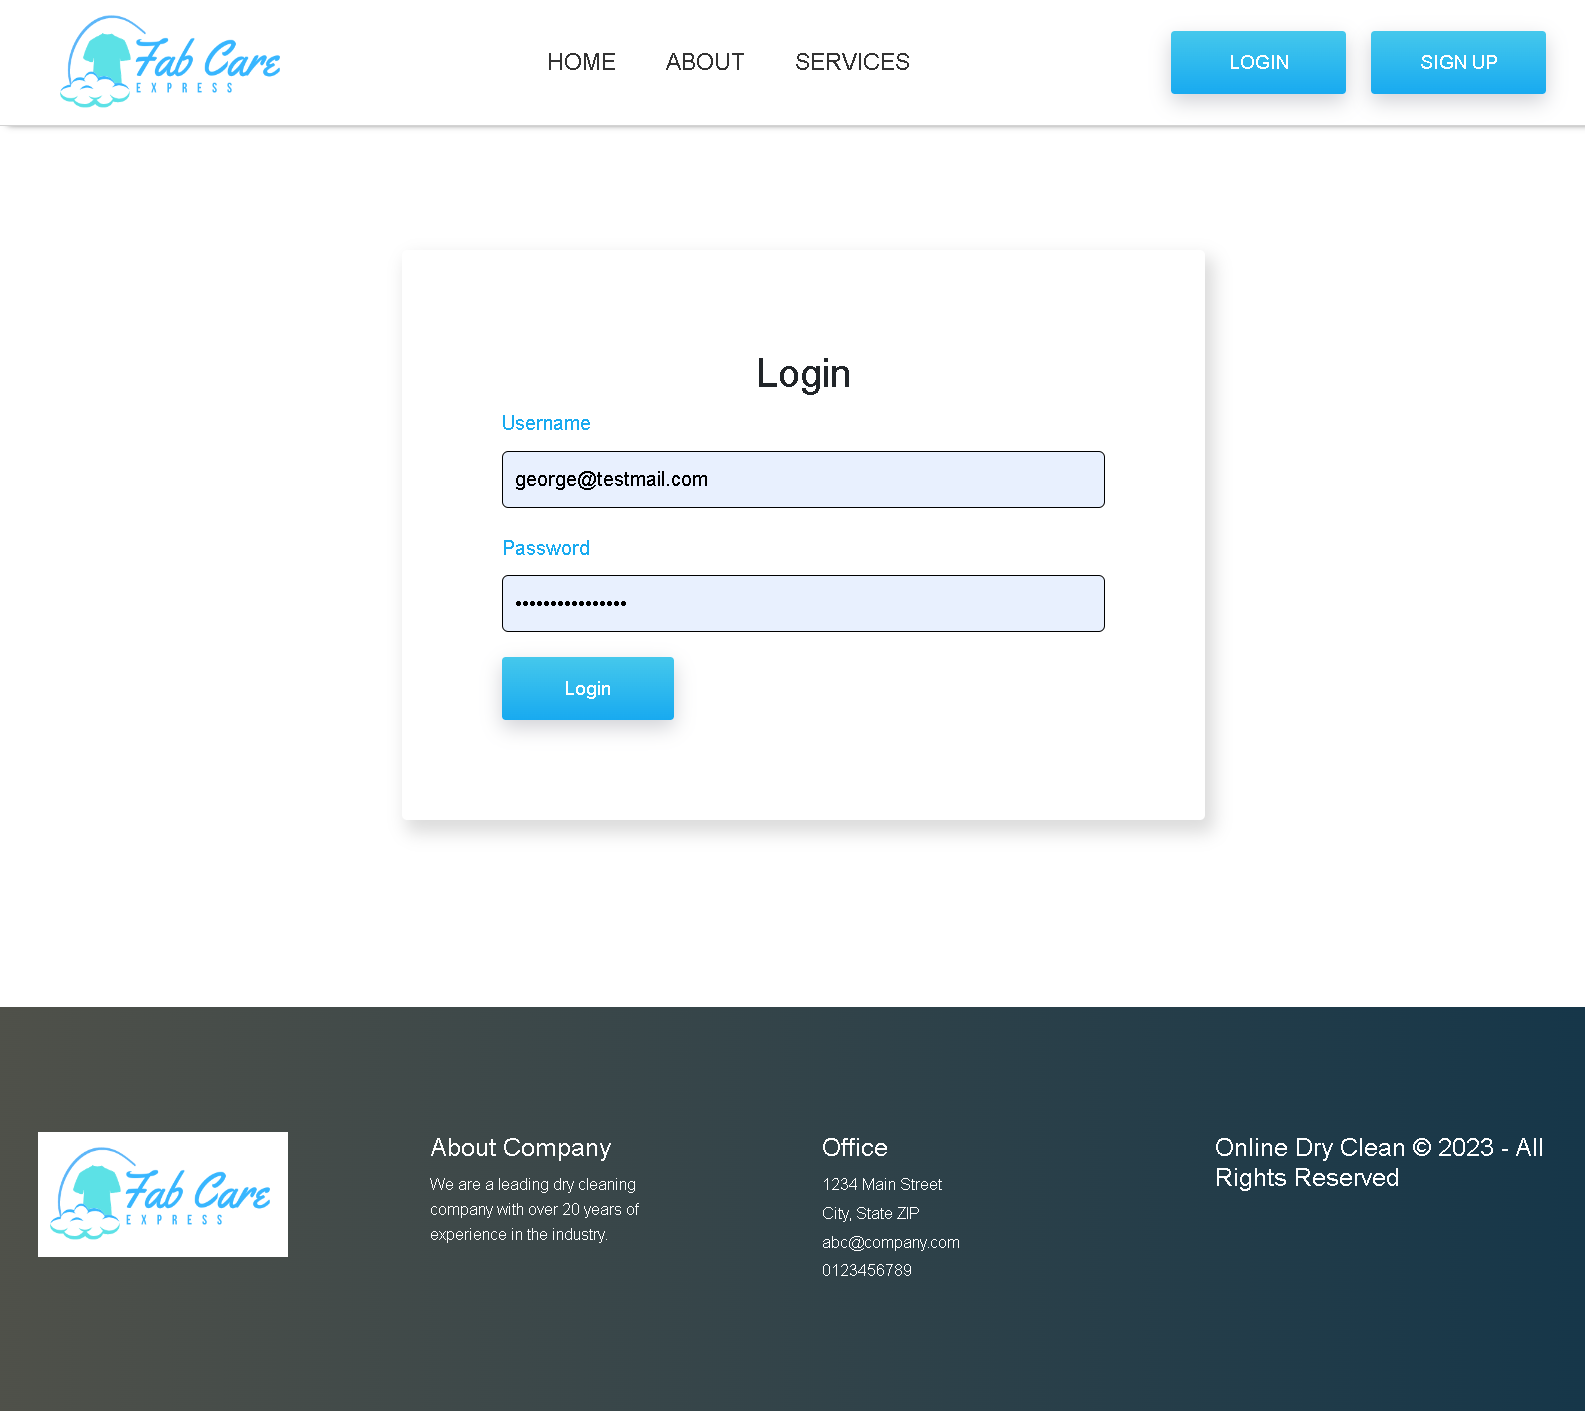 Fab Care
EXPRESS
HOME ABOUT SERVICES
LOGIN SIGN UP
Login
Username
george@testmail.com
Password
••••••••••••••••
Login
Fab Care
EXPRESS
About Company
We are a leading dry cleaning
company with over 20 years of
experience in the industry.
Office
1234 Main Street
City, State ZIP
abc@company.com
0123456789
Online Dry Clean © 2023 - All
Rights Reserved